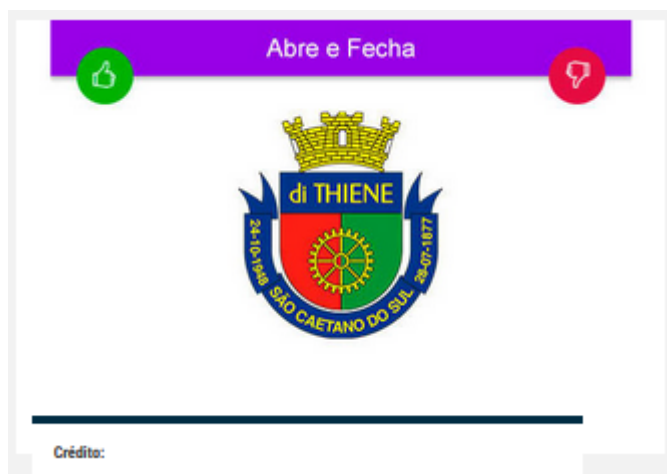 Abre e Fecha
di THIENE
24-10-1948
SÃO CAETANO DO SUL
28-07-1877
Crédito: